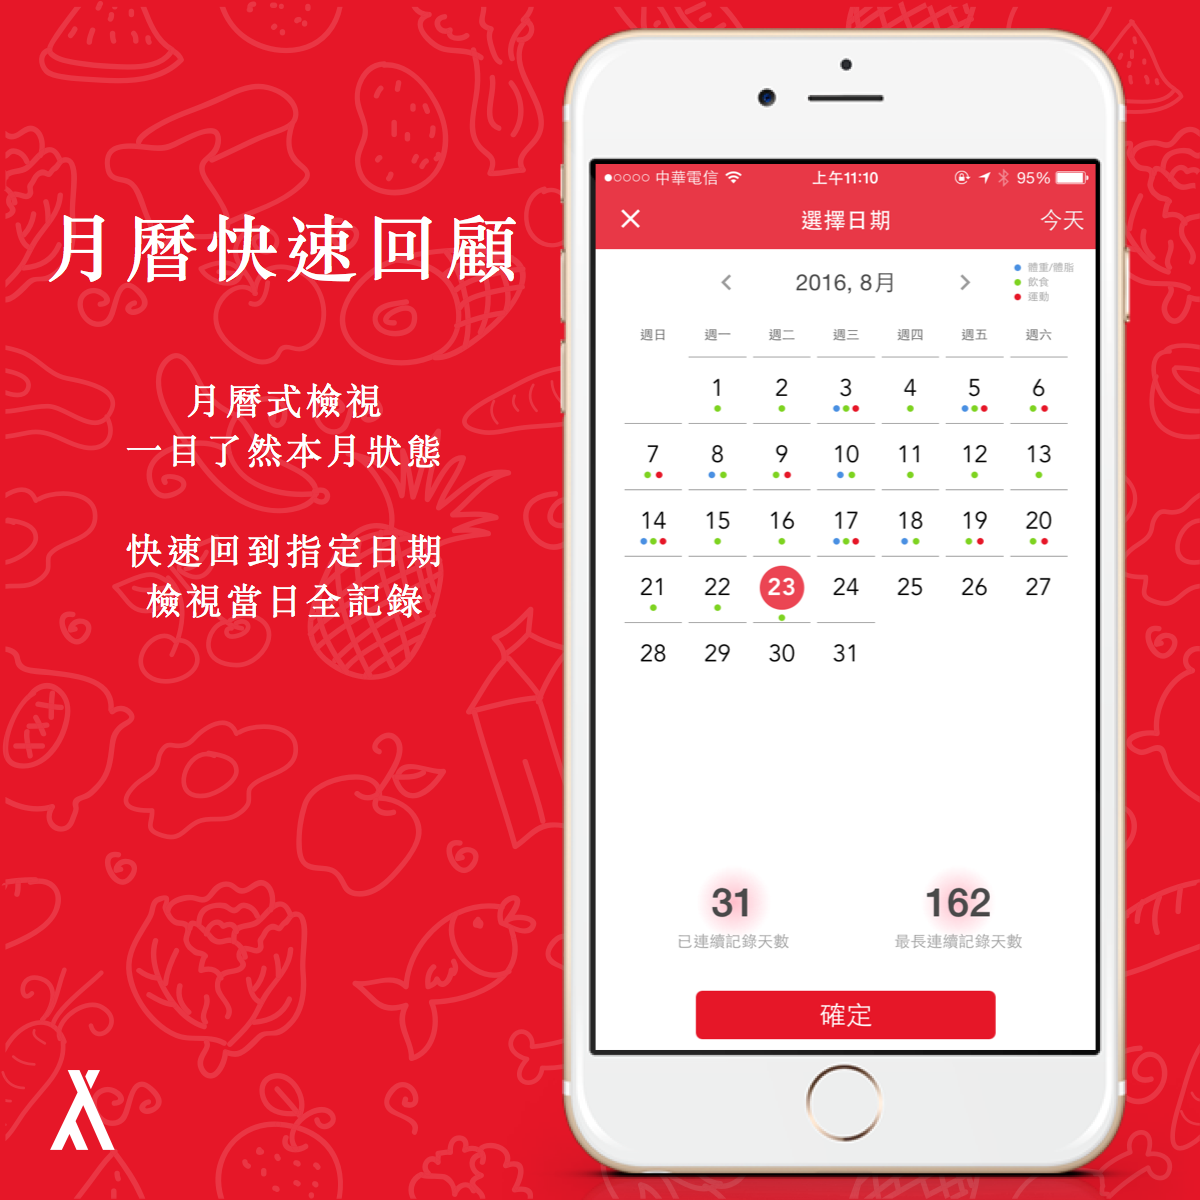 月曆快速回顧
月曆式檢視
一目了然本月狀態
快速回到指定日期
檢視當日全記錄
中華電信 上午11:10 95%
選擇日期 今天
2016, 8月
體重/體脂
飲食
運動
週日 週一 週二 週三 週四 週五 週六
1 2 3 4 5 6
7 8 9 10 11 12 13
14 15 16 17 18 19 20
21 22 23 24 25 26 27
28 29 30 31
31 162
已連續記錄天數 最長連續記錄天數
確定